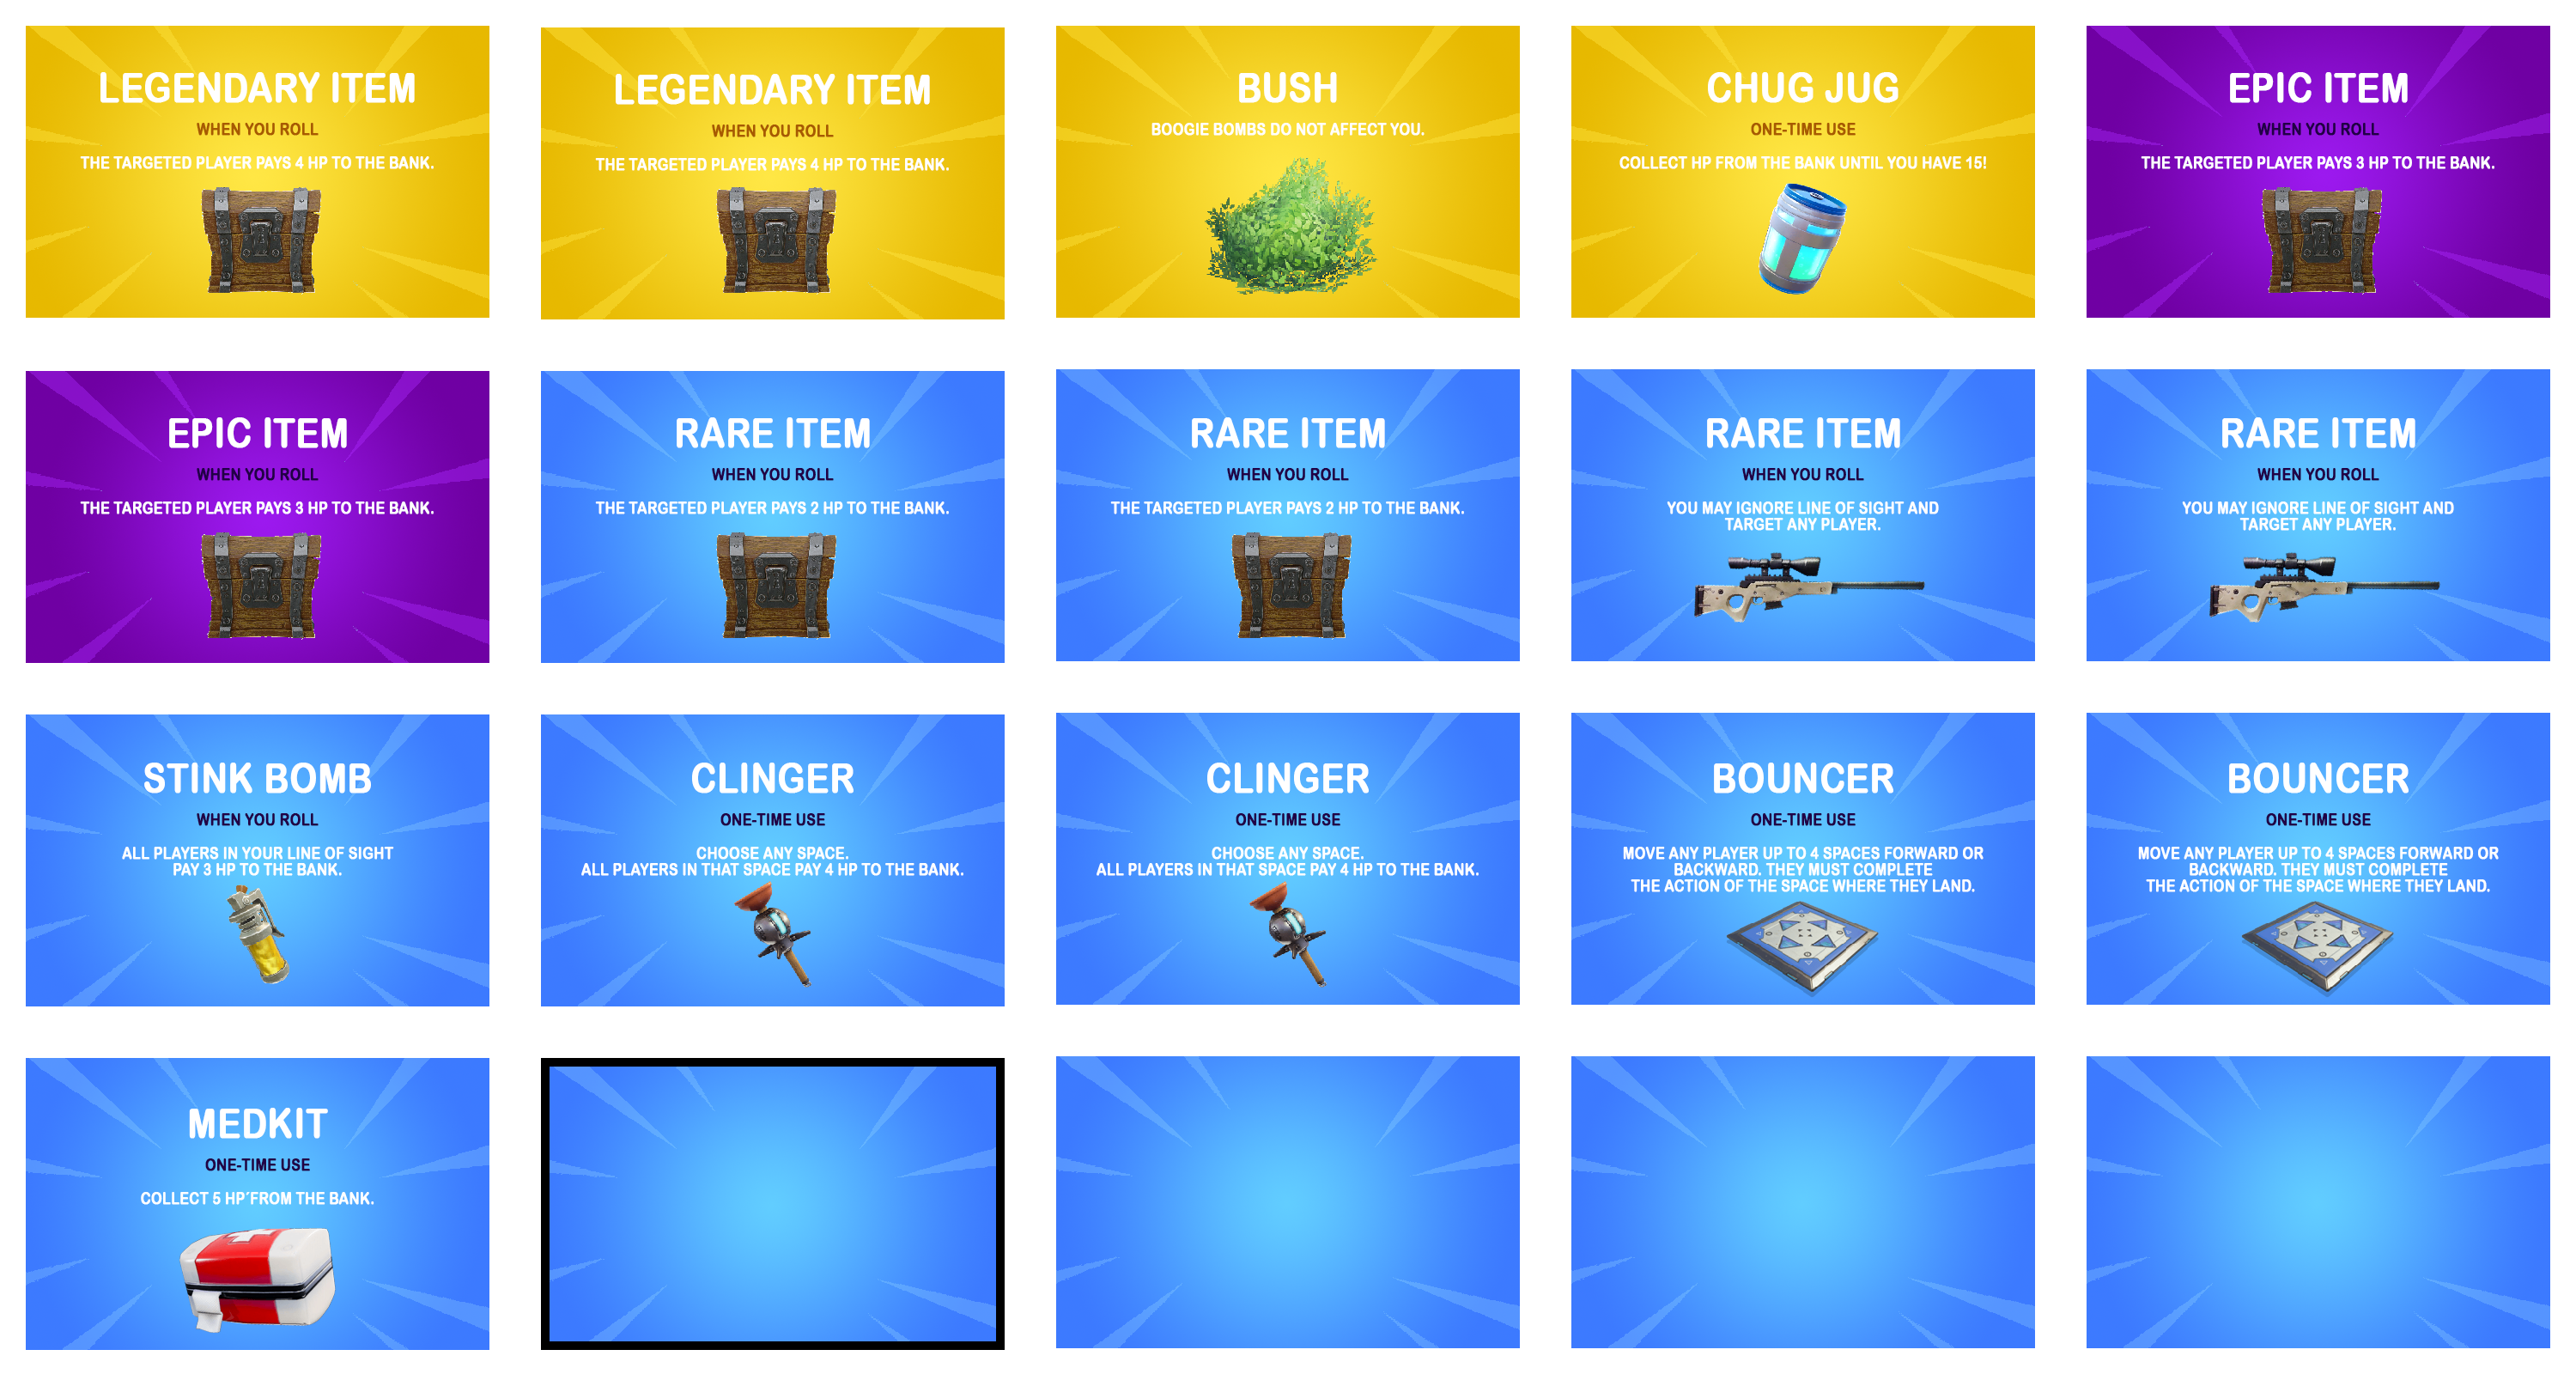 LEGENDARY ITEM
WHEN YOU ROLL
THE TARGETED PLAYER PAYS 4 HP TO THE BANK.
LEGENDARY ITEM
WHEN YOU ROLL
THE TARGETED PLAYER PAYS 4 HP TO THE BANK.
BUSH
BOOGIE BOMBS DO NOT AFFECT YOU.
CHUG JUG
ONE-TIME USE
COLLECT HP FROM THE BANK UNTIL YOU HAVE 15!
EPIC ITEM
WHEN YOU ROLL
THE TARGETED PLAYER PAYS 3 HP TO THE BANK.
EPIC ITEM
WHEN YOU ROLL
THE TARGETED PLAYER PAYS 3 HP TO THE BANK.
RARE ITEM
WHEN YOU ROLL
THE TARGETED PLAYER PAYS 2 HP TO THE BANK.
RARE ITEM
WHEN YOU ROLL
THE TARGETED PLAYER PAYS 2 HP TO THE BANK.
RARE ITEM
WHEN YOU ROLL
YOU MAY IGNORE LINE OF SIGHT AND
TARGET ANY PLAYER.
RARE ITEM
WHEN YOU ROLL
YOU MAY IGNORE LINE OF SIGHT AND
TARGET ANY PLAYER.
STINK BOMB
WHEN YOU ROLL
ALL PLAYERS IN YOUR LINE OF SIGHT
PAY 3 HP TO THE BANK.
CLINGER
ONE-TIME USE
CHOOSE ANY SPACE.
ALL PLAYERS IN THAT SPACE PAY 4 HP TO THE BANK.
CLINGER
ONE-TIME USE
CHOOSE ANY SPACE.
ALL PLAYERS IN THAT SPACE PAY 4 HP TO THE BANK.
BOUNCER
ONE-TIME USE
MOVE ANY PLAYER UP TO 4 SPACES FORWARD OR
BACKWARD. THEY MUST COMPLETE
THE ACTION OF THE SPACE WHERE THEY LAND.
BOUNCER
ONE-TIME USE
MOVE ANY PLAYER UP TO 4 SPACES FORWARD OR
BACKWARD. THEY MUST COMPLETE
THE ACTION OF THE SPACE WHERE THEY LAND.
MEDKIT
ONE-TIME USE
COLLECT 5 HP´FROM THE BANK.